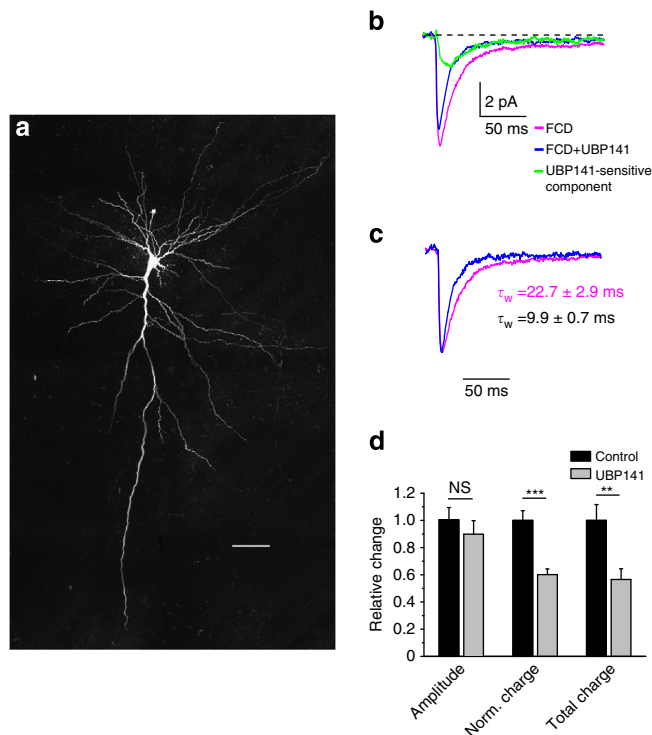 a
b
2 pA
50 ms
FCD
FCD+UBP141
UBP141-sensitive
component
c
τw =22.7 ± 2.9 ms
τw =9.9 ± 0.7 ms
50 ms
d
Control
UBP141
NS
***
**
Relative change
1.2
1.0
0.8
0.6
0.4
0.2
0
Amplitude
Norm. charge
Total charge